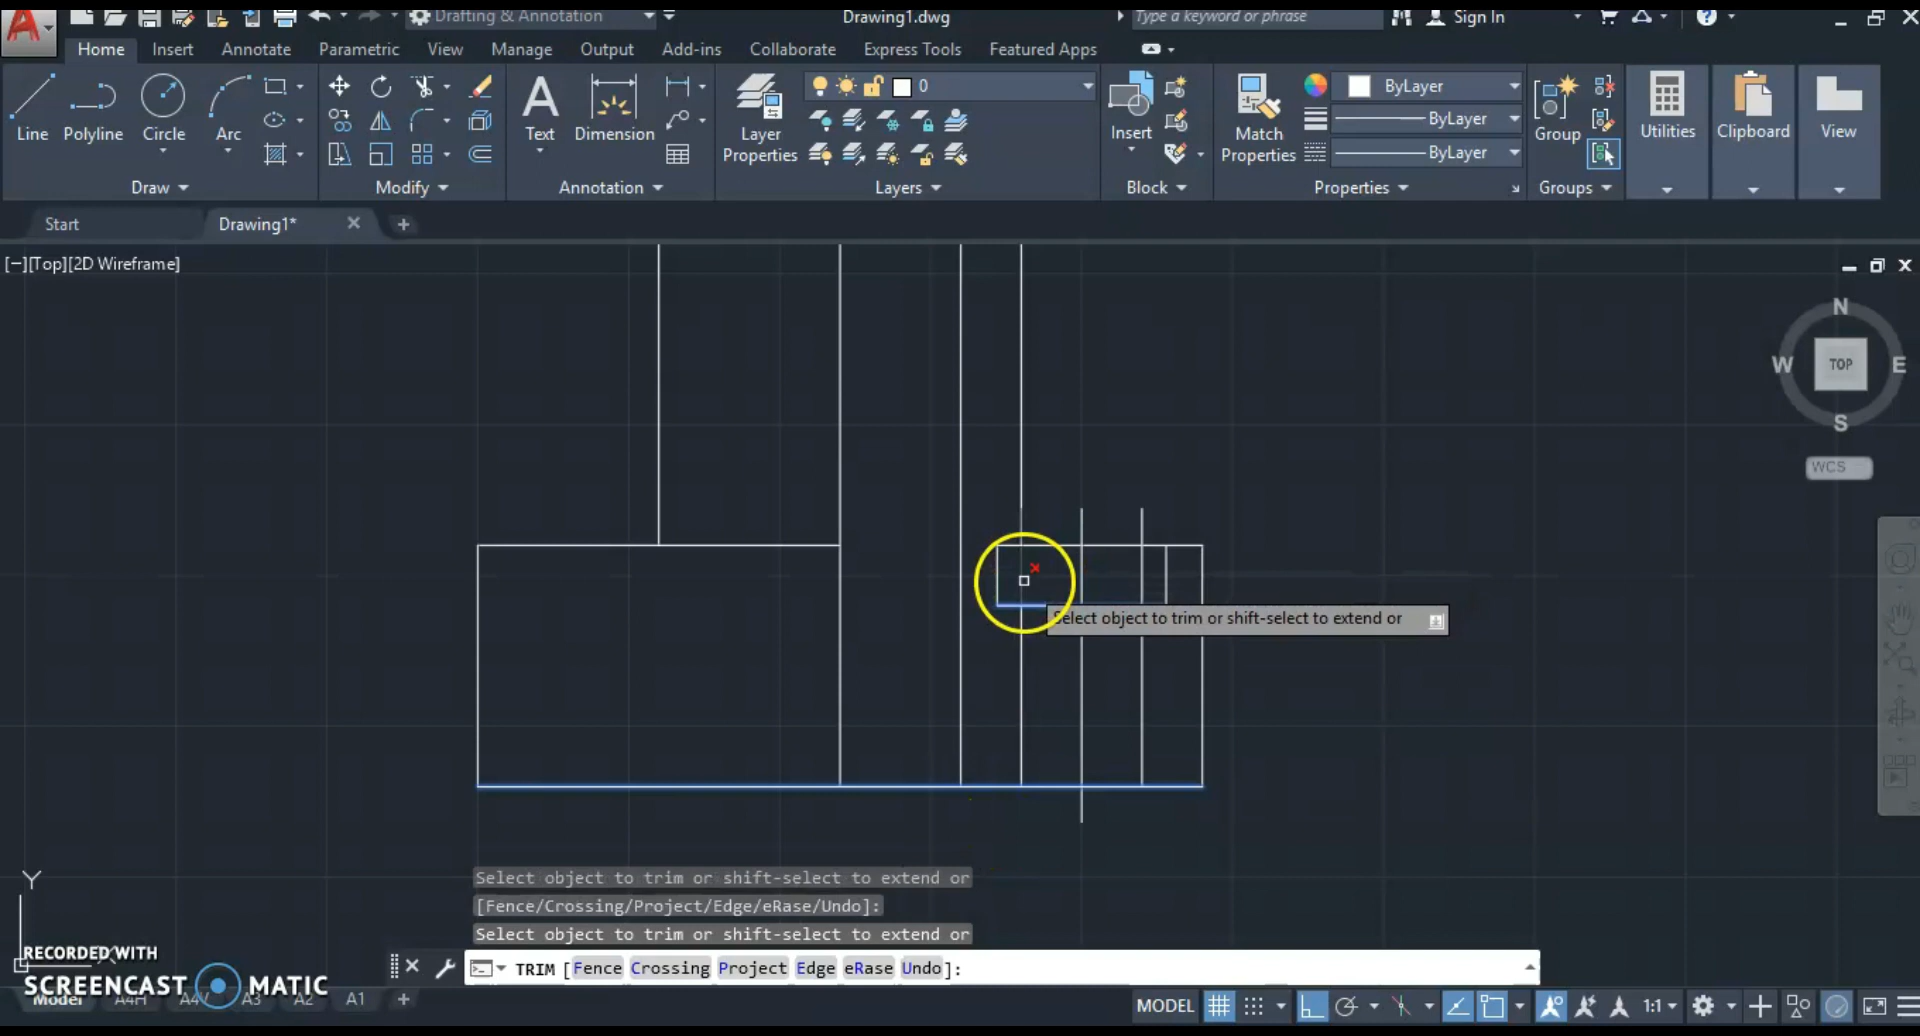 Drafting & Annotation
Drawing1.dwg
Type a keyword or phrase
Sign In
Home Insert Annotate Parametric View Manage Output Add-ins Collaborate Express Tools Featured Apps
0
ByLayer
Line Polyline Circle Arc
Text Dimension
Layer Properties
Insert
Match Properties
ByLayer
ByLayer
Group
Utilities Clipboard View
Draw Modify Annotation Layers Block Properties Groups
Start Drawing1*
[−][Top][2D Wireframe]
N
W TOP E
S
WCS
Select object to trim or shift-select to extend or
Select object to trim or shift-select to extend or
[Fence/Crossing/Project/Edge/eRase/Undo]:
Select object to trim or shift-select to extend or
TRIM [Fence Crossing Project Edge eRase Undo]:
Y
X
RECORDED WITH
SCREENCAST MATIC
Model A4H A4V A3 A2 A1
MODEL 1:1